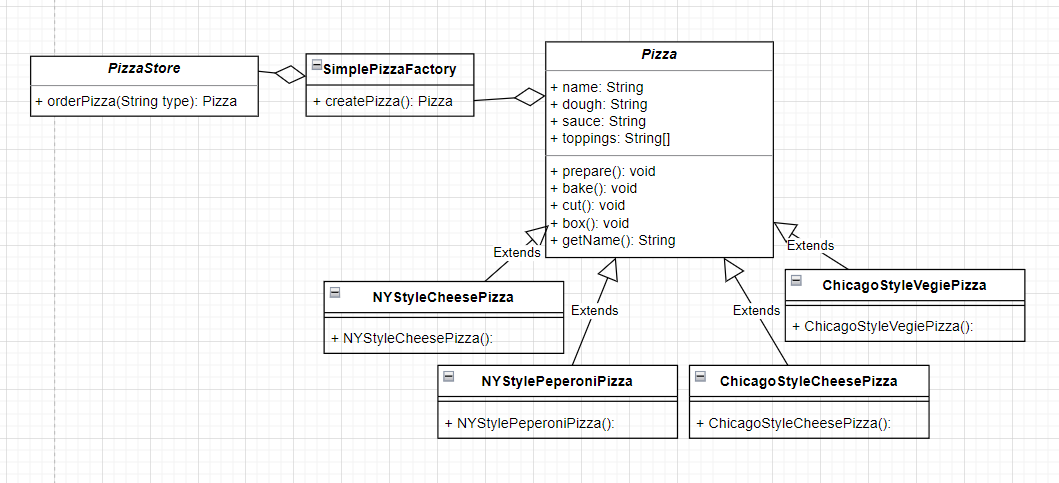 PizzaStore
+ orderPizza(String type): Pizza
SimplePizzaFactory
+ createPizza(): Pizza
Pizza
+ name: String
+ dough: String
+ sauce: String
+ toppings: String[]
+ prepare(): void
+ bake(): void
+ cut(): void
+ box(): void
+ getName(): String
Extends
Extends
Extends
Extends
NYStyleCheesePizza
+ NYStyleCheesePizza():
NYStylePeperoniPizza
+ NYStylePeperoniPizza():
ChicagoStyleCheesePizza
+ ChicagoStyleCheesePizza():
ChicagoStyleVegiePizza
+ ChicagoStyleVegiePizza():